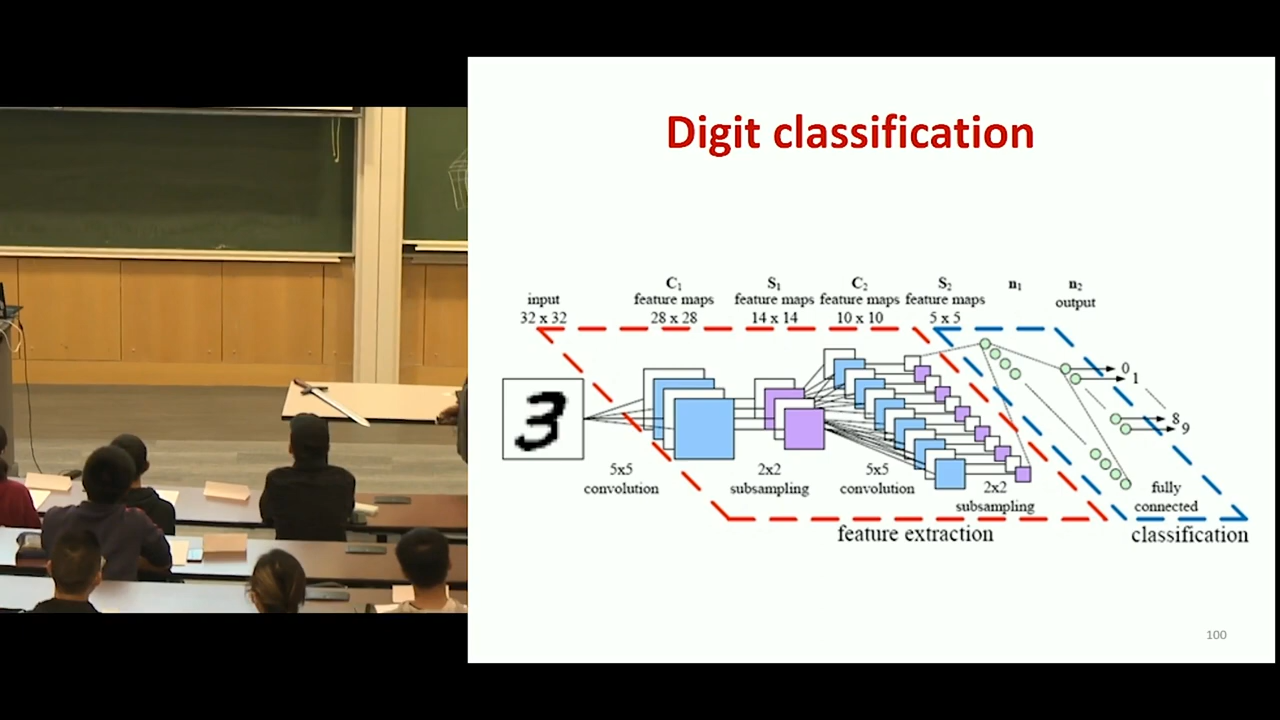 Digit classification
input
32 x 32
C₁
feature maps
28 x 28
S₁
feature maps
14 x 14
C₂
feature maps
10 x 10
S₂
feature maps
5 x 5
n₁
n₂
output
0
1
8
9
5x5
convolution
2x2
subsampling
5x5
convolution
2x2
subsampling
fully
connected
feature extraction
classification
100